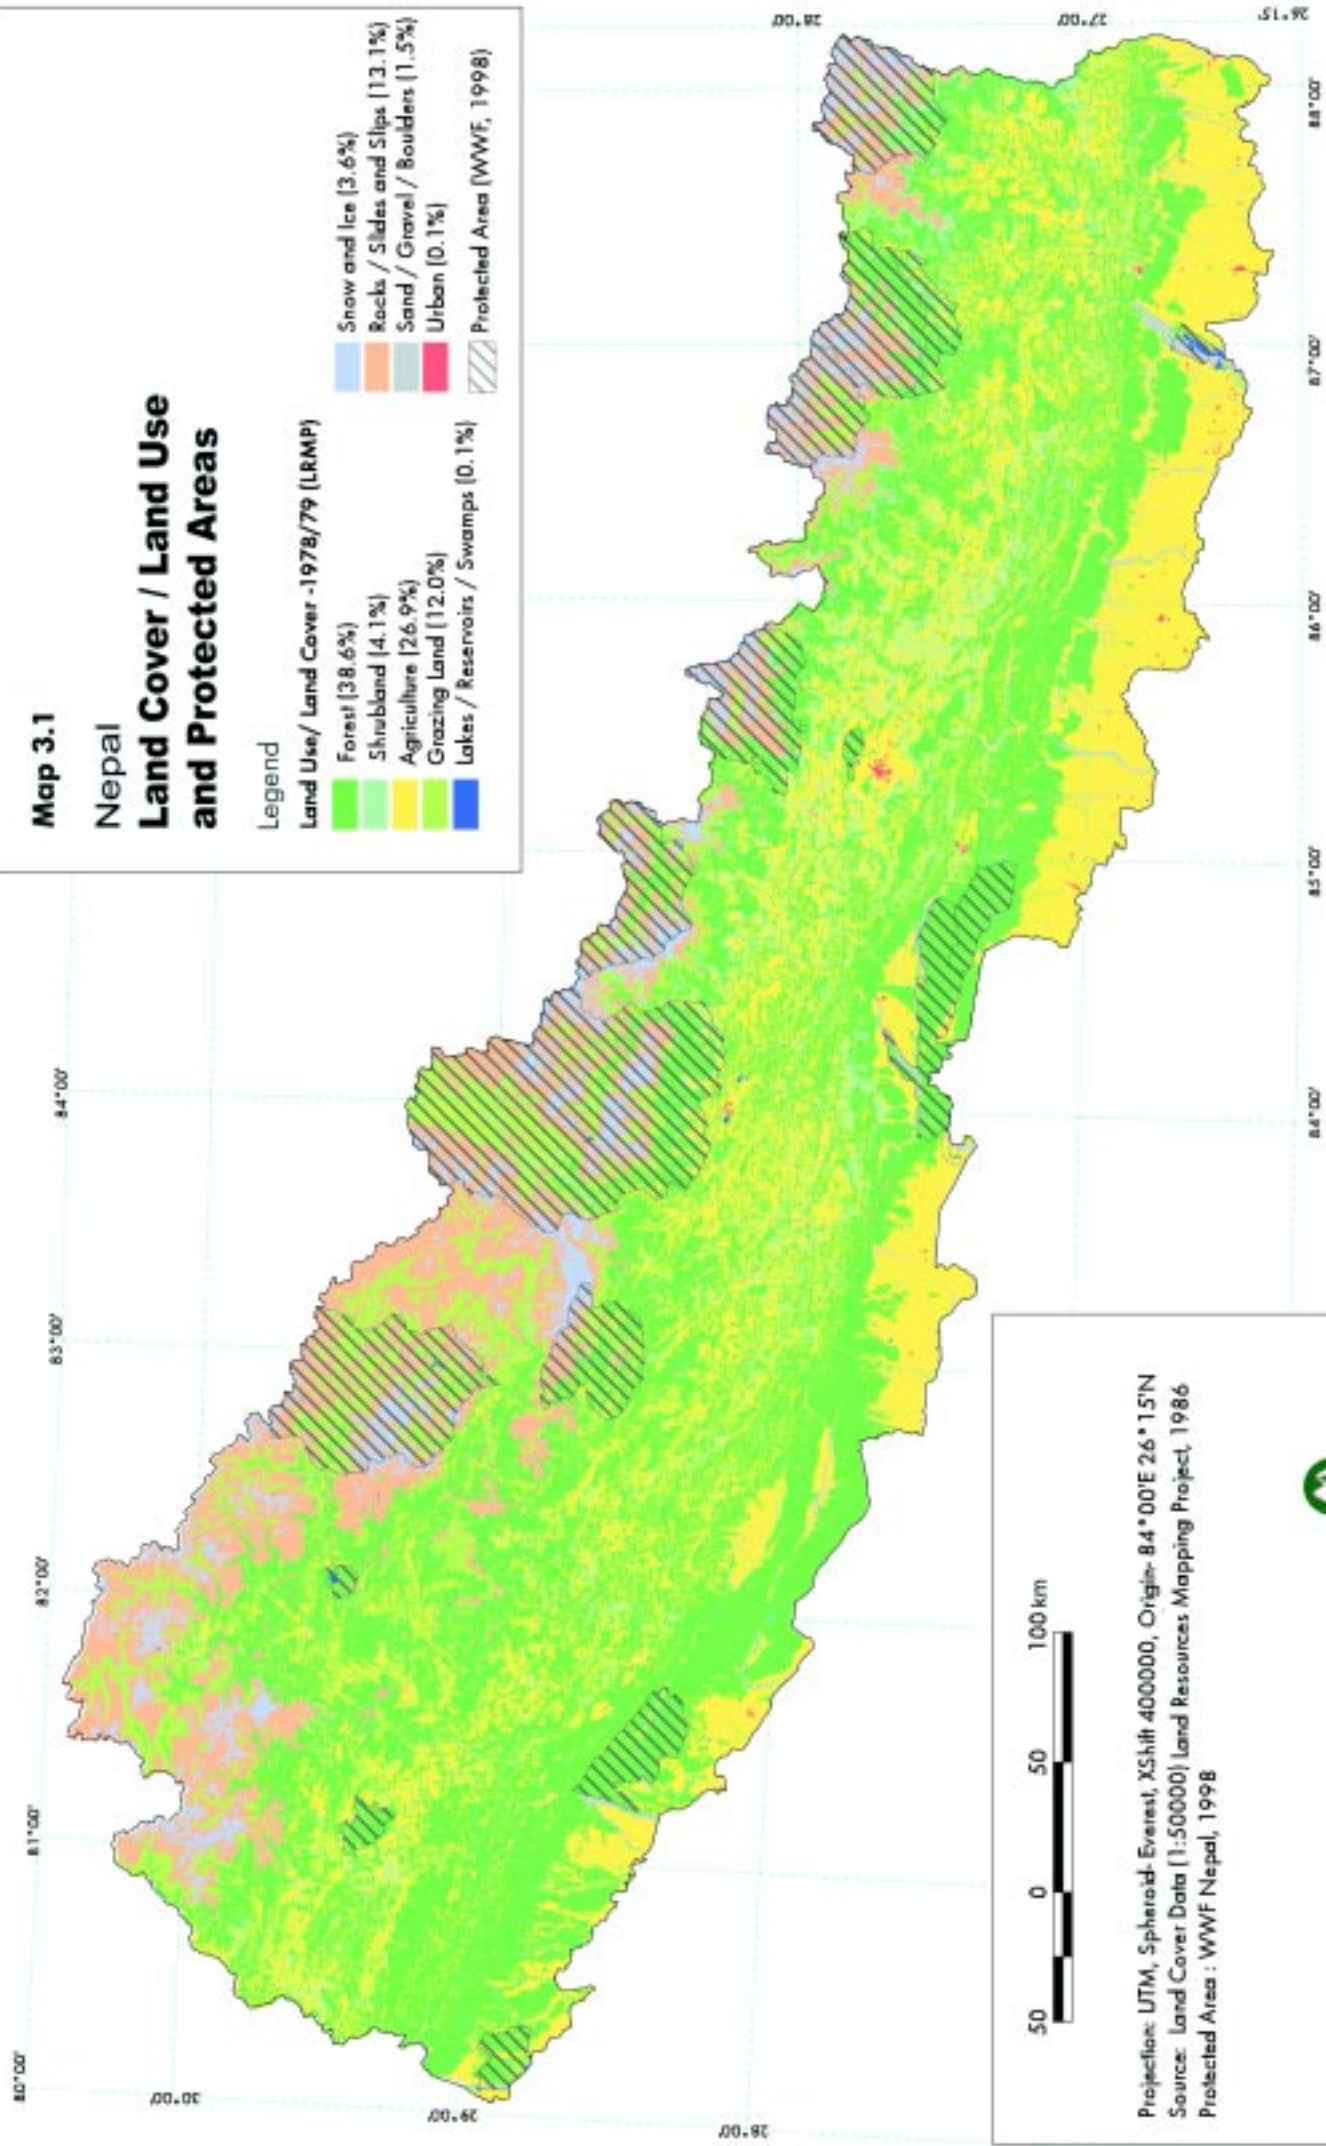 Map 3.1
Nepal
Land Cover / Land Use
and Protected Areas
Legend
Land Use/ Land Cover -1978/79 (LRMP)
Forest (38.6%)
Shrubland (4.1%)
Agriculture (26.9%)
Grazing Land (12.0%)
Lakes / Reservoirs / Swamps (0.1%)
Snow and Ice (3.6%)
Rocks / Slides and Slips (13.1%)
Sand / Gravel / Boulders (1.5%)
Urban (0.1%)
Protected Area (WWF, 1998)
80°00'
81°00'
82°00'
83°00'
84°00'
30°00'
29°00'
28°00'
28°00'
27°00'
26°15'
84°00'
85°00'
86°00'
87°00'
88°00'
50 0 50 100 km
Projection: UTM, Spheroid- Everest, XShift 400000, Origin- 84°00'E 26°15'N
Source: Land Cover Data (1:50000) Land Resources Mapping Project, 1986
Protected Area : WWF Nepal, 1998